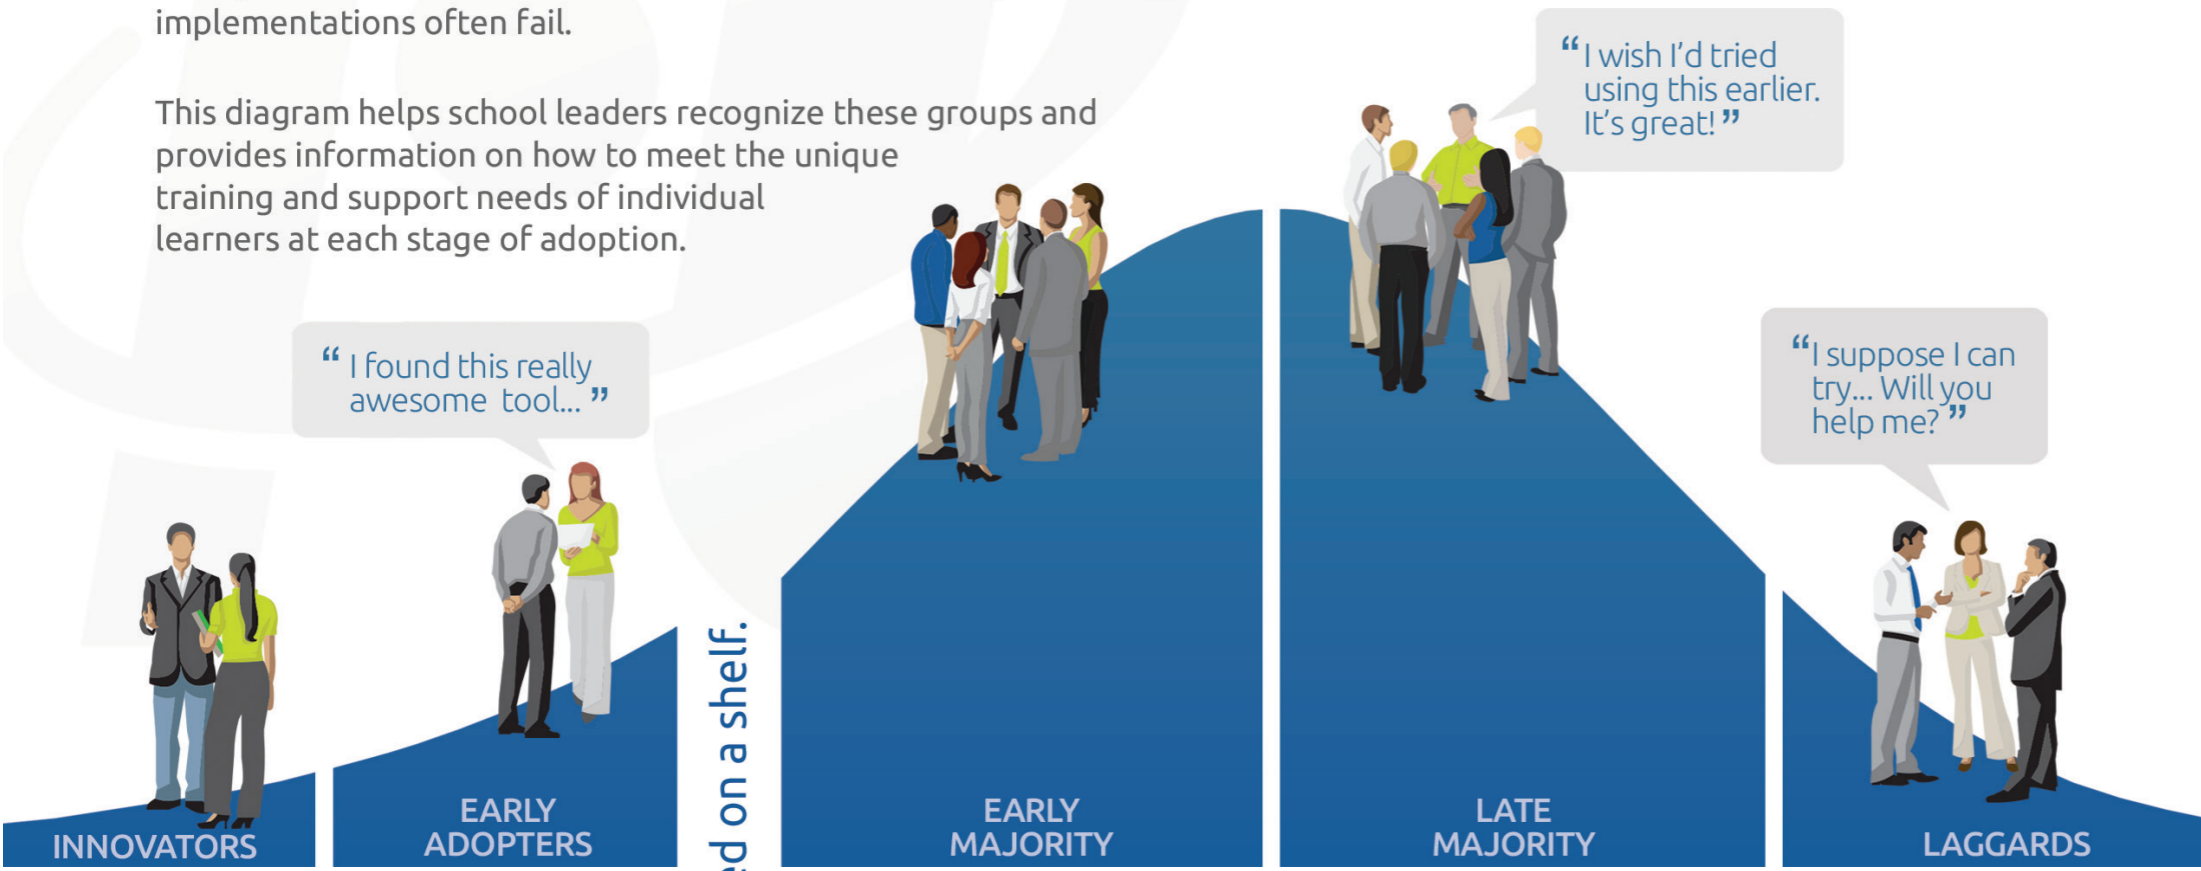 implementations often fail.
This diagram helps school leaders recognize these groups and
provides information on how to meet the unique
training and support needs of individual
learners at each stage of adoption.
“ I found this really
awesome tool... ”
“I wish I’d tried
using this earlier.
It’s great! ”
“I suppose I can
try... Will you
help me? ”
on a shelf.
INNOVATORS
EARLY
ADOPTERS
EARLY
MAJORITY
LATE
MAJORITY
LAGGARDS